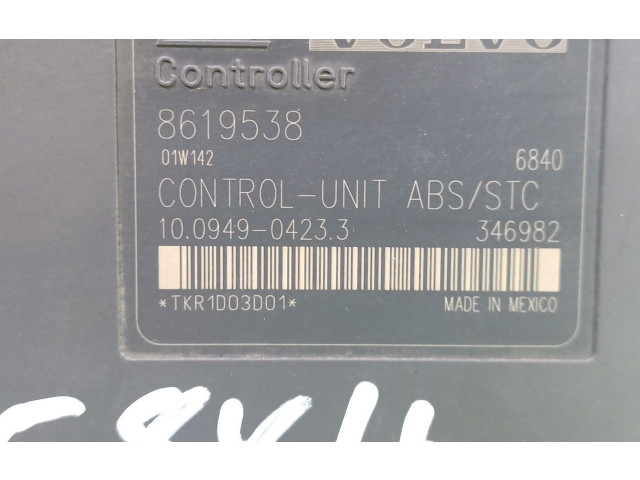 VOLVO
Controller
8619538
01W142 6840
CONTROL-UNIT ABS/STC
10.0949-0423.3 346982
*TKR1D03D01* MADE IN MEXICO